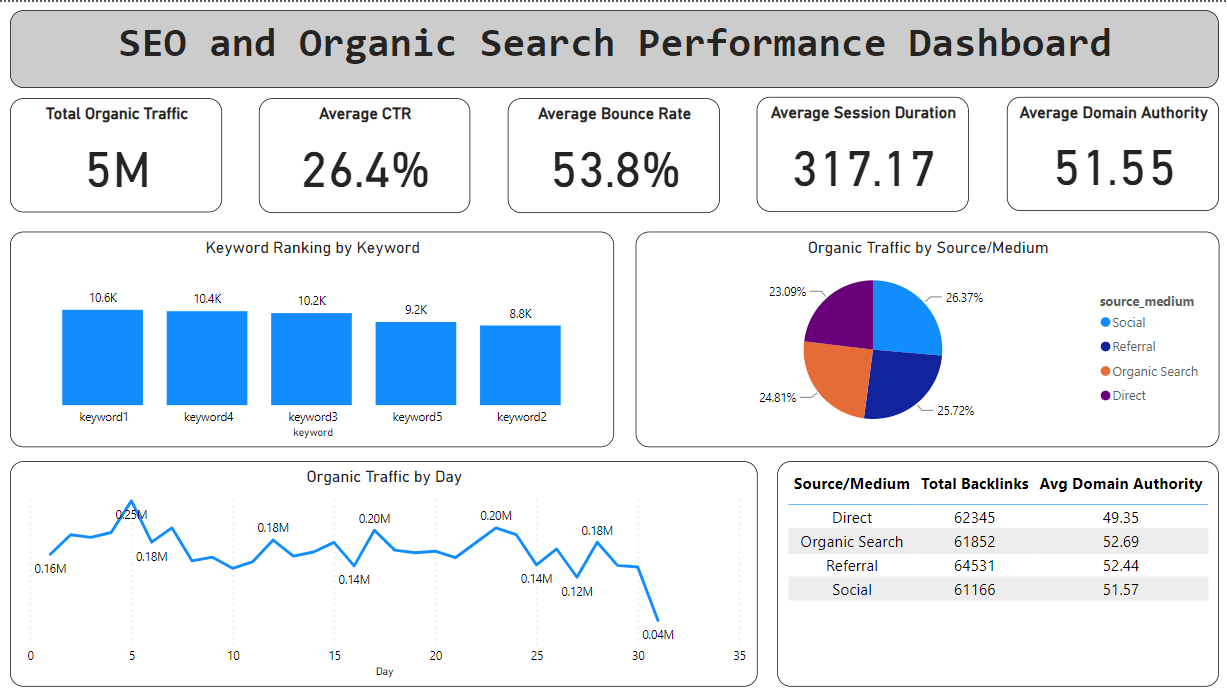 SEO and Organic Search Performance Dashboard
Total Organic Traffic
5M
Average CTR
26.4%
Average Bounce Rate
53.8%
Average Session Duration
317.17
Average Domain Authority
51.55
Keyword Ranking by Keyword
10.6K
10.4K
10.2K
9.2K
8.8K
keyword1
keyword4
keyword3
keyword5
keyword2
keyword
Organic Traffic by Source/Medium
23.09%
26.37%
24.81%
25.72%
source_medium
Social
Referral
Organic Search
Direct
Organic Traffic by Day
0.16M
0.25M
0.18M
0.18M
0.14M
0.20M
0.20M
0.14M
0.12M
0.18M
0.04M
0 5 10 15 20 25 30 35
Day
Source/Medium Total Backlinks Avg Domain Authority
Direct 62345 49.35
Organic Search 61852 52.69
Referral 64531 52.44
Social 61166 51.57